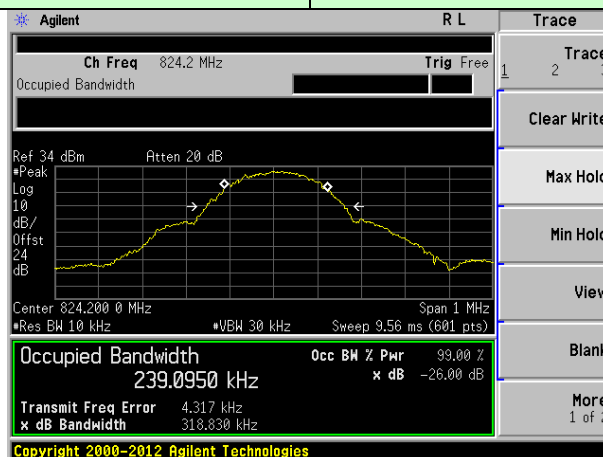 Agilent R L Trace
Ch Freq 824.2 MHz Trig Free
Occupied Bandwidth
Trace
1 2 3
Clear Write
Max Hold
Min Hold
View
Blank
More
1 of 2
Ref 34 dBm Atten 20 dB
#Peak
Log
10
dB/
Offst
24
dB
Center 824.200 0 MHz Span 1 MHz
#Res BW 10 kHz #VBW 30 kHz Sweep 9.56 ms (601 pts)
Occupied Bandwidth
239.0950 kHz
Occ BW % Pwr 99.00 %
x dB -26.00 dB
Transmit Freq Error 4.317 kHz
x dB Bandwidth 318.830 kHz
Copyright 2000-2012 Agilent Technologies